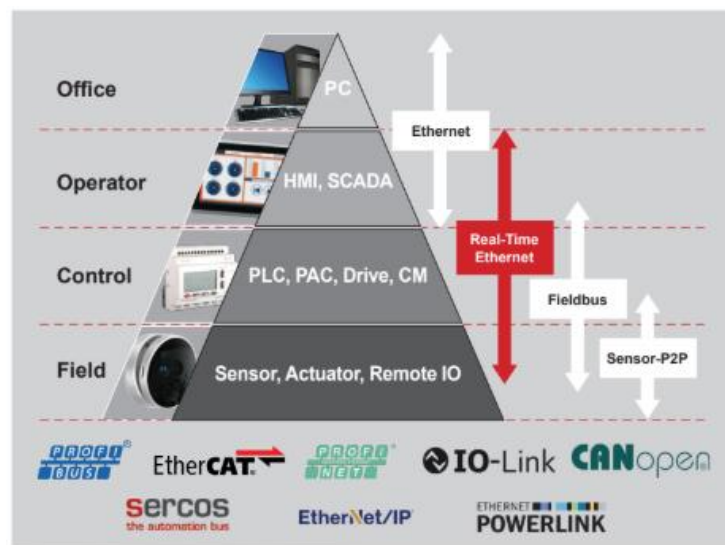 Office
PC
Ethernet
Operator
HMI, SCADA
Real-Time
Ethernet
Control
PLC, PAC, Drive, CM
Fieldbus
Sensor-P2P
Field
Sensor, Actuator, Remote IO
PROFI
BUS
EtherCAT
PROFI
NET
IO-Link
CANopen
sercos
the automation bus
EtherNet/IP
ETHERNET
POWERLINK